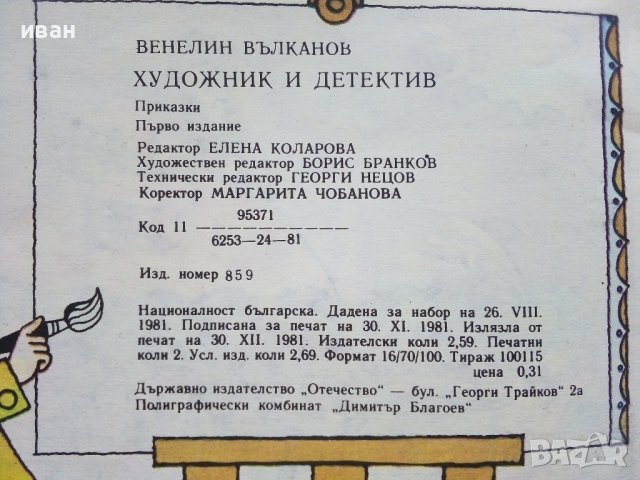 иван
ВЕНЕЛИН ВЪЛКАНОВ
ХУДОЖНИК И ДЕТЕКТИВ
Приказки
Първо издание
Редактор ЕЛЕНА КОЛАРОВА
Художествен редактор БОРИС БРАНКОВ
Технически редактор ГЕОРГИ НЕЦОВ
Коректор МАРГАРИТА ЧОБАНОВА
95371
Код 11 ——————————
6253—24—81
Изд. номер 859
Националност българска. Дадена за набор на 26. VIII.
1981. Подписана за печат на 30. XI. 1981. Излязла от
печат на 30. XII. 1981. Издателски коли 2,59. Печатни
коли 2. Усл. изд. коли 2,69. Формат 16/70/100. Тираж 100115
цена 0,31
Държавно издателство „Отечество" — бул. „Георги Трайков" 2а
Полиграфически комбинат „Димитър Благоев"
BAZAR